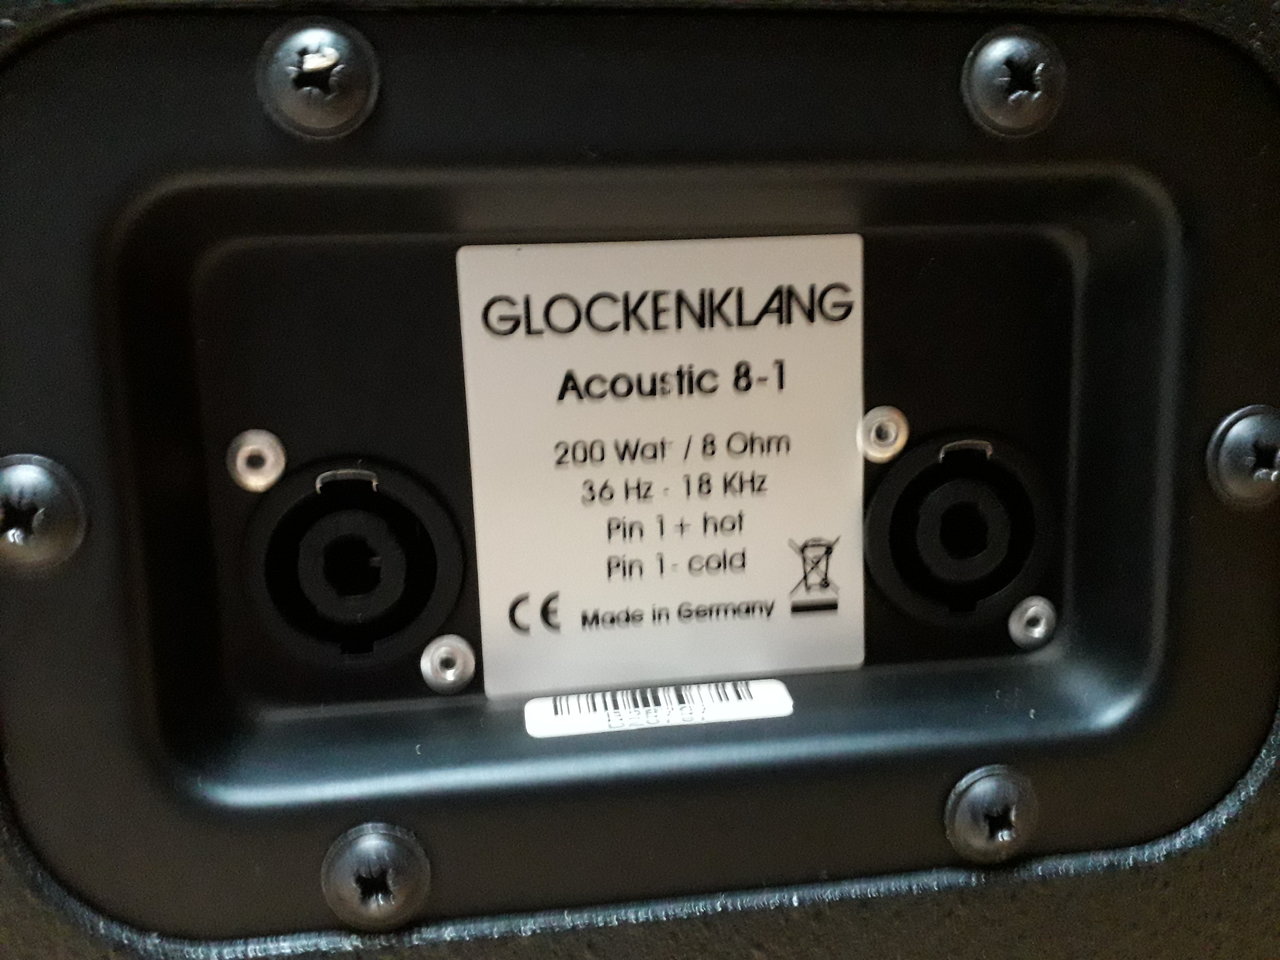 GLOCKENKLANG
Acoustic 8-1
200 Watt / 8 Ohm
36 Hz - 18 KHz
Pin 1+ hot
Pin 1- cold
CE Made in Germany